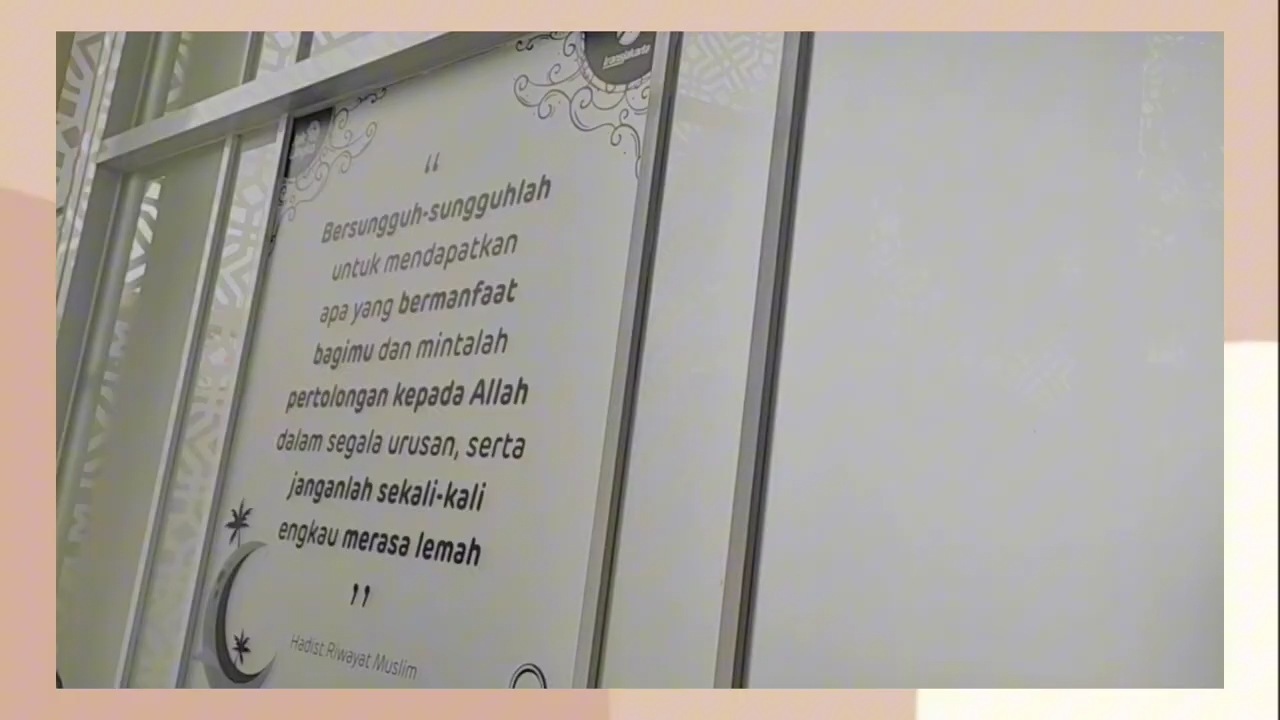 transjakarta
“
Bersungguh-sungguhlah
untuk mendapatkan
apa yang bermanfaat
bagimu dan mintalah
pertolongan kepada Allah
dalam segala urusan, serta
janganlah sekali-kali
engkau merasa lemah
”
Hadist Riwayat Muslim